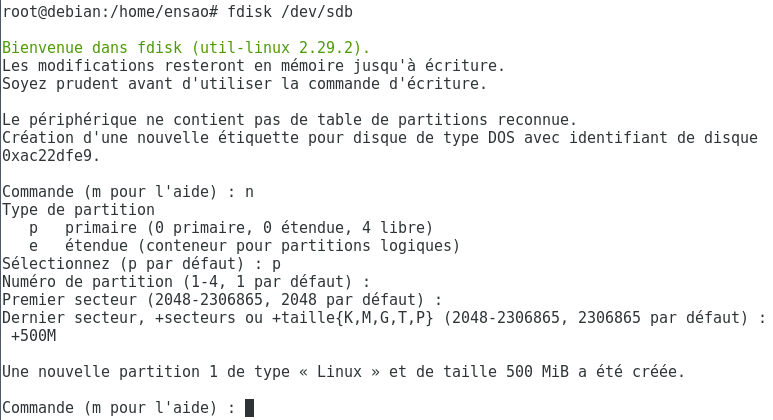 root@debian:/home/ensao# fdisk /dev/sdb
Bienvenue dans fdisk (util-linux 2.29.2).
Les modifications resteront en mémoire jusqu'à écriture.
Soyez prudent avant d'utiliser la commande d'écriture.
Le périphérique ne contient pas de table de partitions reconnue.
Création d'une nouvelle étiquette pour disque de type DOS avec identifiant de disque
0xac22dfe9.
Commande (m pour l'aide) : n
Type de partition
   p   primaire (0 primaire, 0 étendue, 4 libre)
   e   étendue (conteneur pour partitions logiques)
Sélectionnez (p par défaut) : p
Numéro de partition (1-4, 1 par défaut) :
Premier secteur (2048-2306865, 2048 par défaut) :
Dernier secteur, +secteurs ou +taille{K,M,G,T,P} (2048-2306865, 2306865 par défaut) :
 +500M
Une nouvelle partition 1 de type « Linux » et de taille 500 MiB a été créée.
Commande (m pour l'aide) :